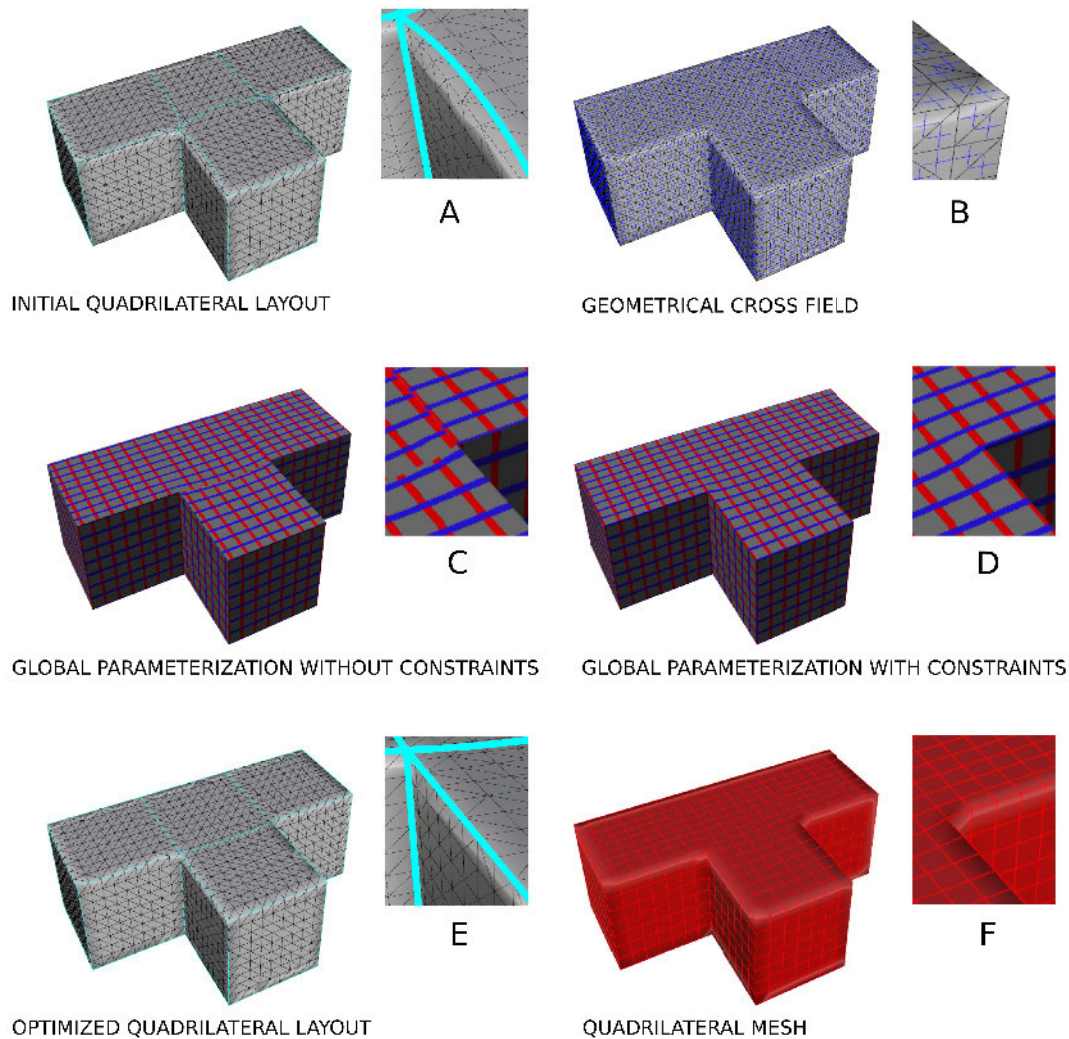 A
B
INITIAL QUADRILATERAL LAYOUT
GEOMETRICAL CROSS FIELD
C
D
GLOBAL PARAMETERIZATION WITHOUT CONSTRAINTS
GLOBAL PARAMETERIZATION WITH CONSTRAINTS
E
F
OPTIMIZED QUADRILATERAL LAYOUT
QUADRILATERAL MESH